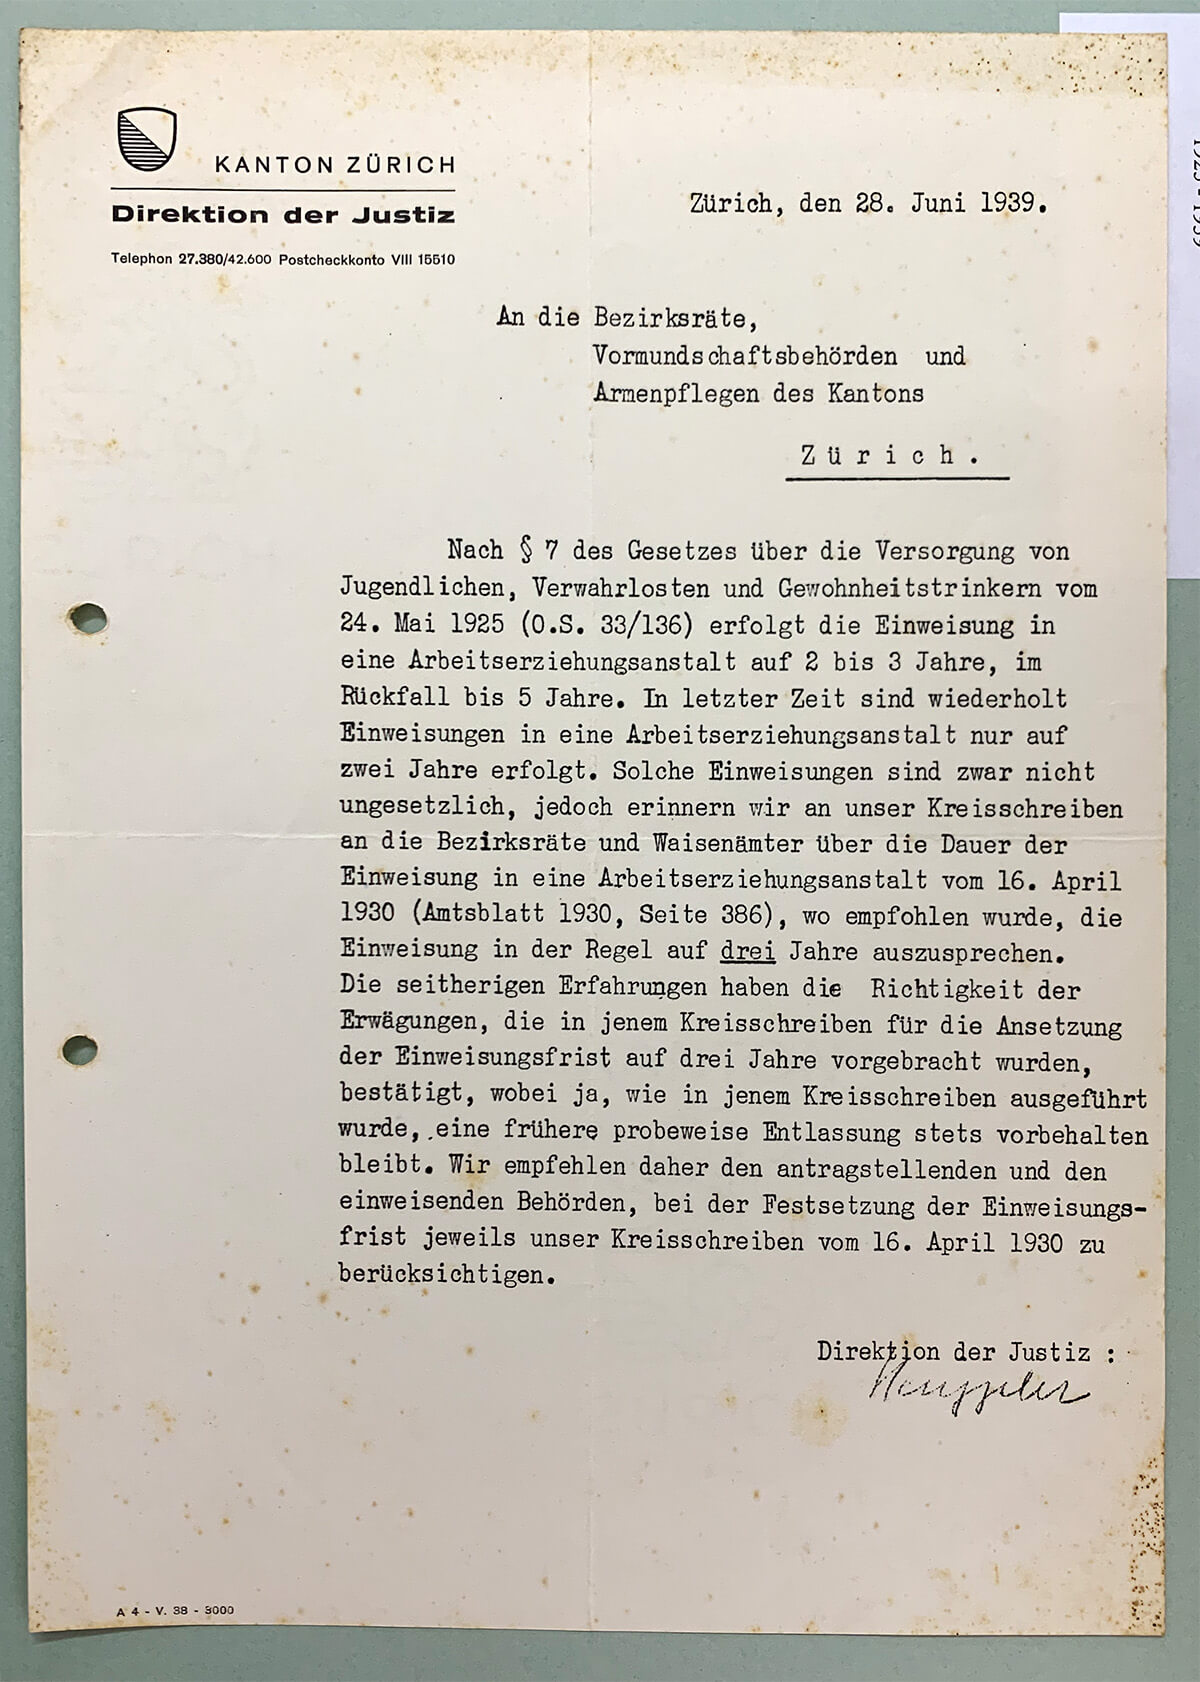 KANTON ZÜRICH
Direktion der Justiz
Telephon 27.380/42.600 Postcheckkonto VIII 15510
Zürich, den 28. Juni 1939.
An die Bezirksräte,
Vormundschaftsbehörden und
Armenpflegen des Kantons
Zürich.
Nach § 7 des Gesetzes über die Versorgung von
Jugendlichen, Verwahrlosten und Gewohnheitstrinkern vom
24. Mai 1925 (O.S. 33/136) erfolgt die Einweisung in
eine Arbeitserziehungsanstalt auf 2 bis 3 Jahre, im
Rückfall bis 5 Jahre. In letzter Zeit sind wiederholt
Einweisungen in eine Arbeitserziehungsanstalt nur auf
zwei Jahre erfolgt. Solche Einweisungen sind zwar nicht
ungesetzlich, jedoch erinnern wir an unser Kreisschreiben
an die Bezirksräte und Waisenämter über die Dauer der
Einweisung in eine Arbeitserziehungsanstalt vom 16. April
1930 (Amtsblatt 1930, Seite 386), wo empfohlen wurde, die
Einweisung in der Regel auf drei Jahre auszusprechen.
Die seitherigen Erfahrungen haben die Richtigkeit der
Erwägungen, die in jenem Kreisschreiben für die Ansetzung
der Einweisungsfrist auf drei Jahre vorgebracht wurden,
bestätigt, wobei ja, wie in jenem Kreisschreiben ausgeführt
wurde, eine frühere probeweise Entlassung stets vorbehalten
bleibt. Wir empfehlen daher den antragstellenden und den
einweisenden Behörden, bei der Festsetzung der Einweisungs-
frist jeweils unser Kreisschreiben vom 16. April 1930 zu
berücksichtigen.
Direktion der Justiz :
A 4 - V. 38 - 3000